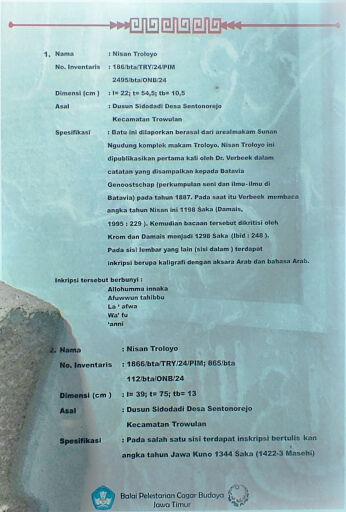 1. Nama : Nisan Troloyo
No. Inventaris : 186/bta/TRY/24/PIM
2495/bta/ONB/24
Dimensi (cm) : l= 22; t= 54,5; tb= 10,5
Asal : Dusun Sidodadi Desa Sentonorejo
Kecamatan Trowulan
Spesifikasi : Batu ini dilaporkan berasal dari arealmakam Sunan
Ngudung komplek makam Troloyo. Nisan Troloyo ini
dipublikasikan pertama kali oleh Dr. Verbeek dalam
catatan yang disampaikan kepada Batavia
Genoostchap (perkumpulan seni dan ilmu-ilmu di
Batavia) pada tahun 1887. Pada saat itu Verbeek membaca
angka tahun Nisan ini 1198 Saka (Damais,
1995 : 229 ). Kemudian bacaan tersebut dikritisi oleh
Krom dan Damais menjadi 1298 Saka (Ibid : 248 ).
Pada sisi lembar yang lain (sisi dalam ) terdapat
inkripsi berupa kaligrafi dengan aksara Arab dan bahasa Arab.
Inkripsi tersebut berbunyi :
Allohumma innaka
Afuwwun tahibbu
La ' afwa
Wa' fu
'anni
2. Nama : Nisan Troloyo
No. Inventaris : 1866/bta/TRY/24/PIM; 865/bta
112/bta/ONB/24
Dimensi (cm ) : l= 39; t= 75; tb= 13
Asal : Dusun Sidodadi Desa Sentonorejo
Kecamatan Trowulan
Spesifikasi : Pada salah satu sisi terdapat inskripsi bertulis kan
angka tahun Jawa Kuno 1344 Saka (1422-3 Masehi)
Balai Pelestarian Cagar Budaya
Jawa Timur